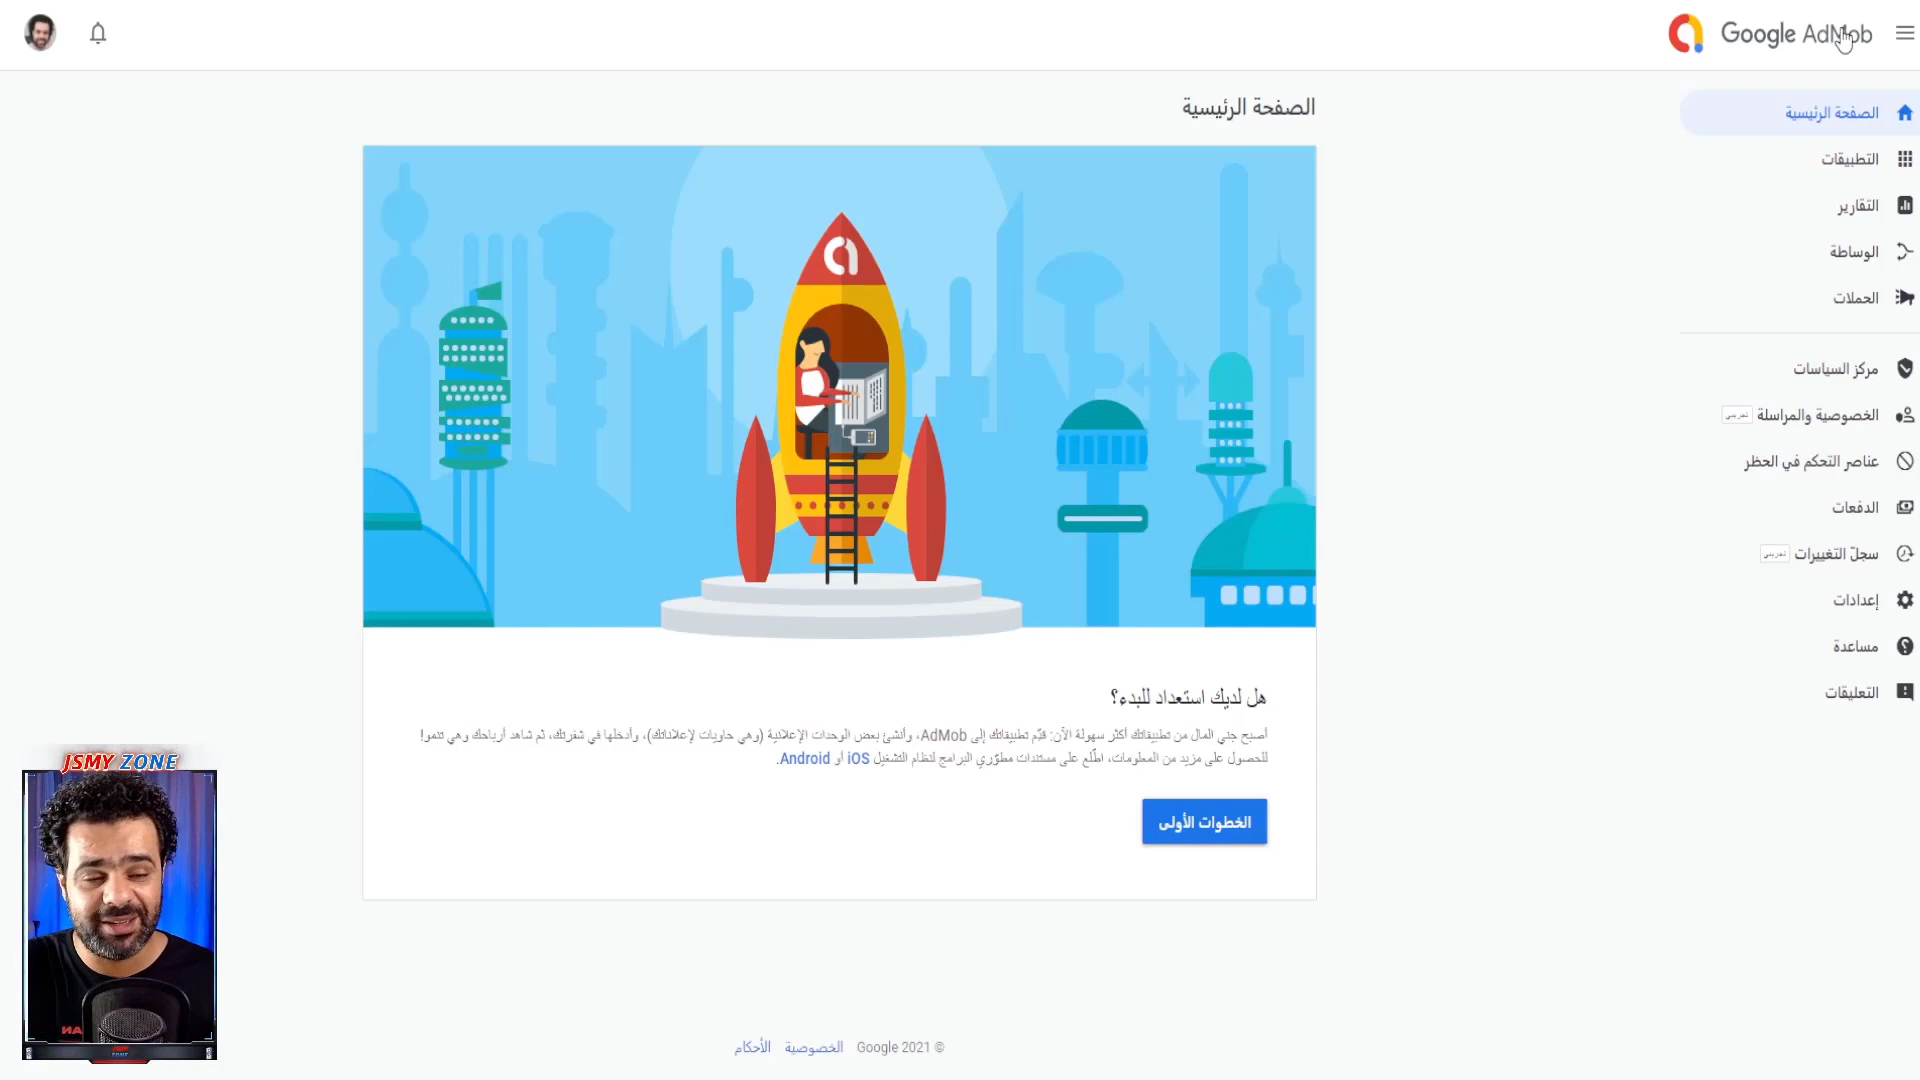 Google AdMob
الصفحة الرئيسية
الصفحة الرئيسية
التطبيقات
التقارير
الوساطة
الحملات
مركز السياسات
الخصوصية والمراسلة تجريبي
عناصر التحكم في الحظر
الدفعات
سجلّ التغييرات تجريبي
إعدادات
مساعدة
التعليقات
هل لديك استعداد للبدء؟
أصبح جني المال من تطبيقاتك أكثر سهولة الآن: قدِّم تطبيقاتك إلى AdMob، وأنشئ بعض الوحدات الإعلانية (وهي حاويات لإعلاناتك)، وأدخلها في شفرتك، ثم شاهد أرباحك وهي تنمو!
للحصول على مزيد من المعلومات، اطّلع على مستندات مطوّري البرامج لنظام التشغيل iOS أو Android.
الخطوات الأولى
JSMY ZONE
© Google 2021 الخصوصية الأحكام